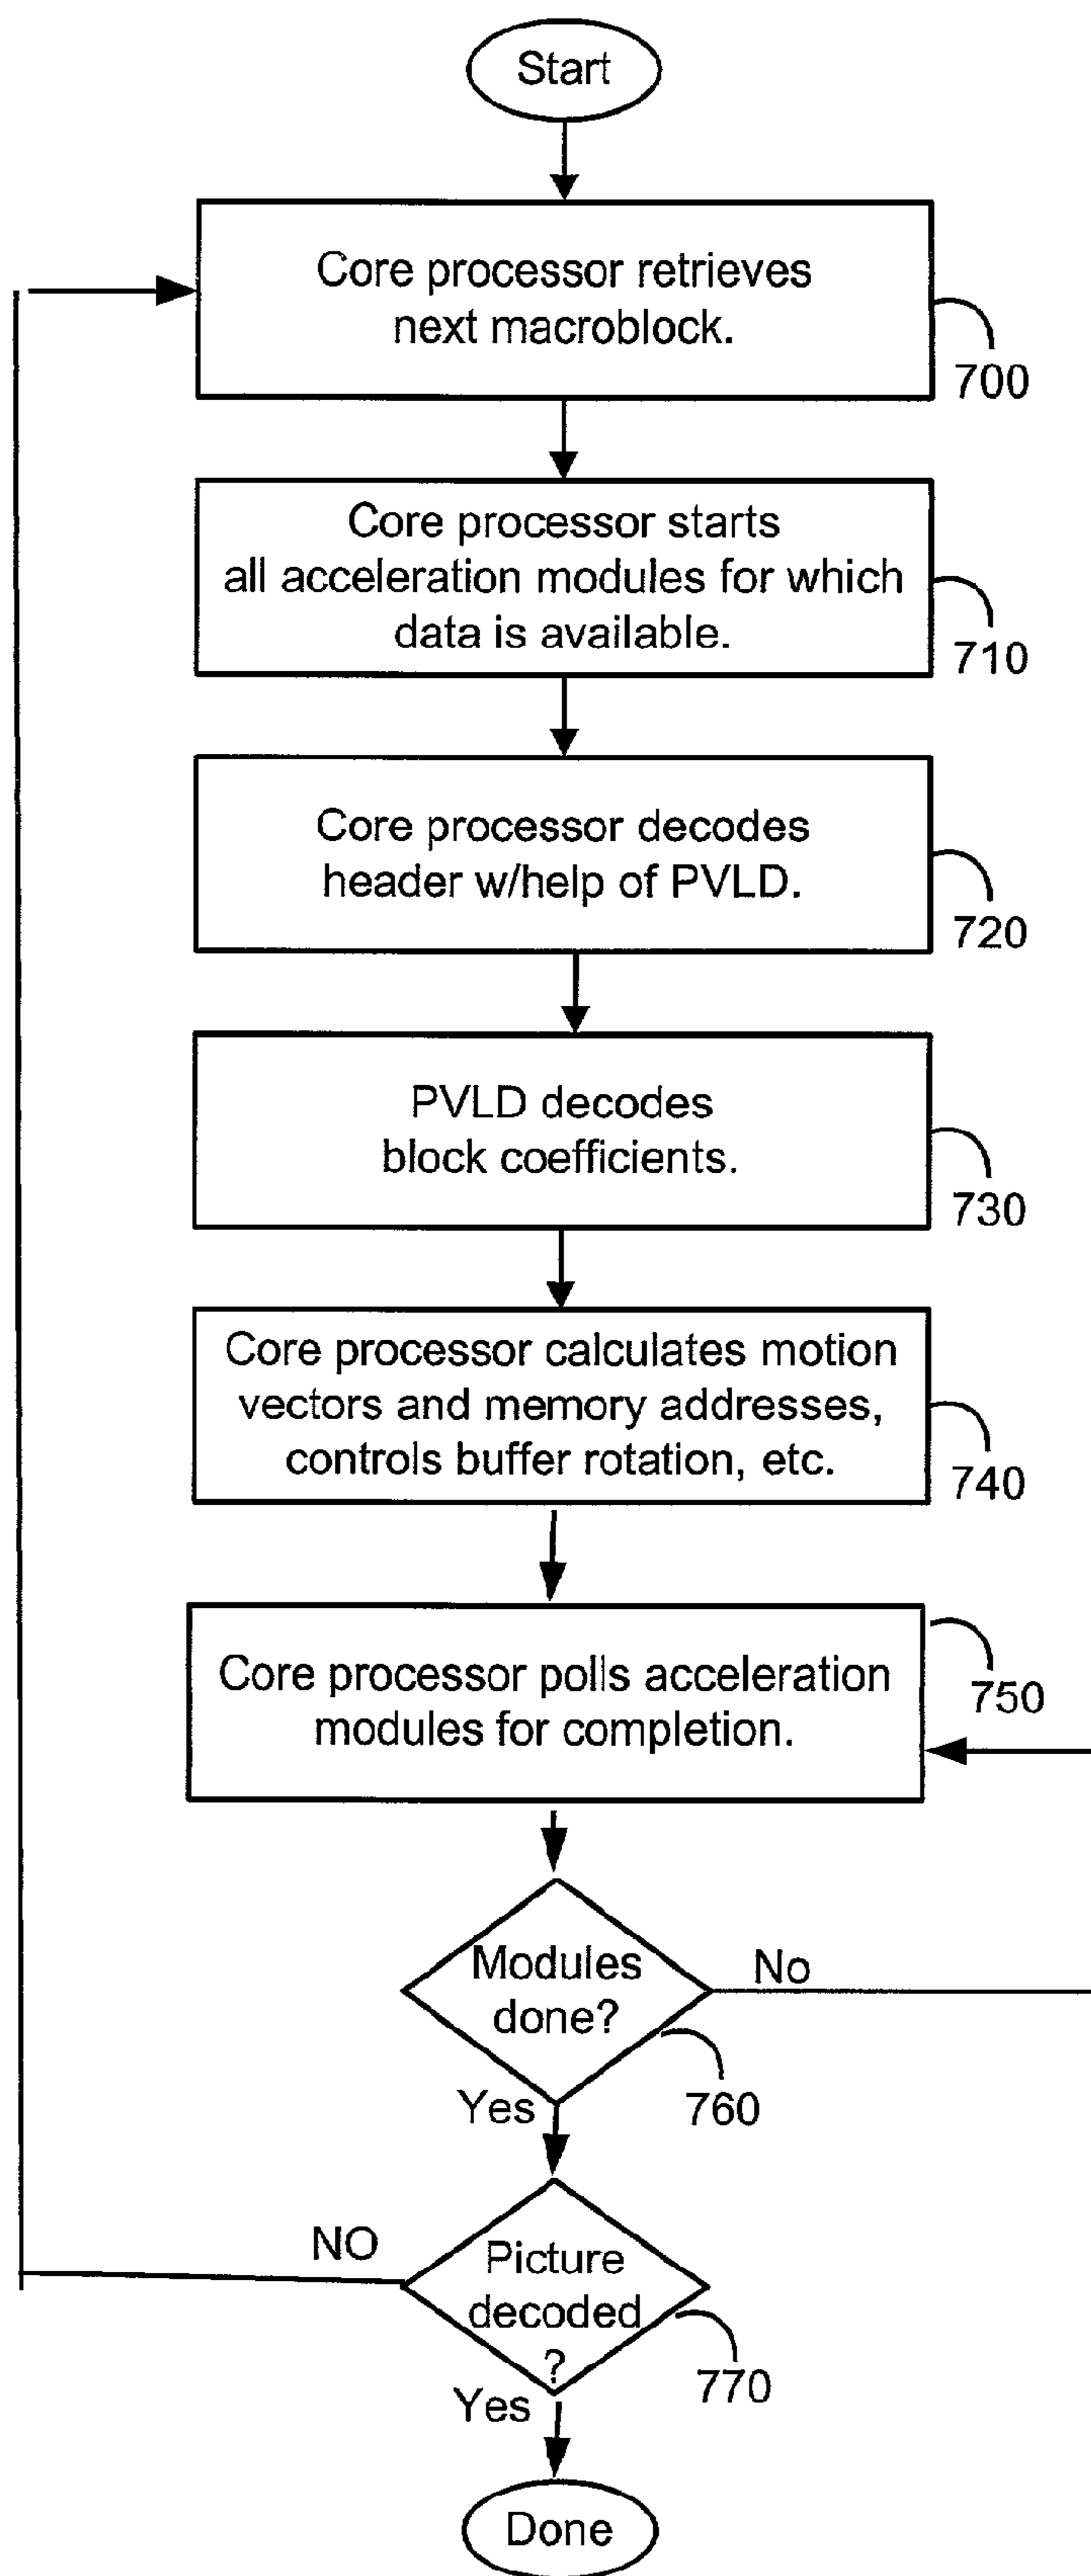 Start
Core processor retrieves
next macroblock.
700
Core processor starts
all acceleration modules for which
data is available.
710
Core processor decodes
header w/help of PVLD.
720
PVLD decodes
block coefficients.
730
Core processor calculates motion
vectors and memory addresses,
controls buffer rotation, etc.
740
Core processor polls acceleration
modules for completion.
750
Modules
done?
No
760
Yes
NO
Picture
decoded
?
770
Yes
Done